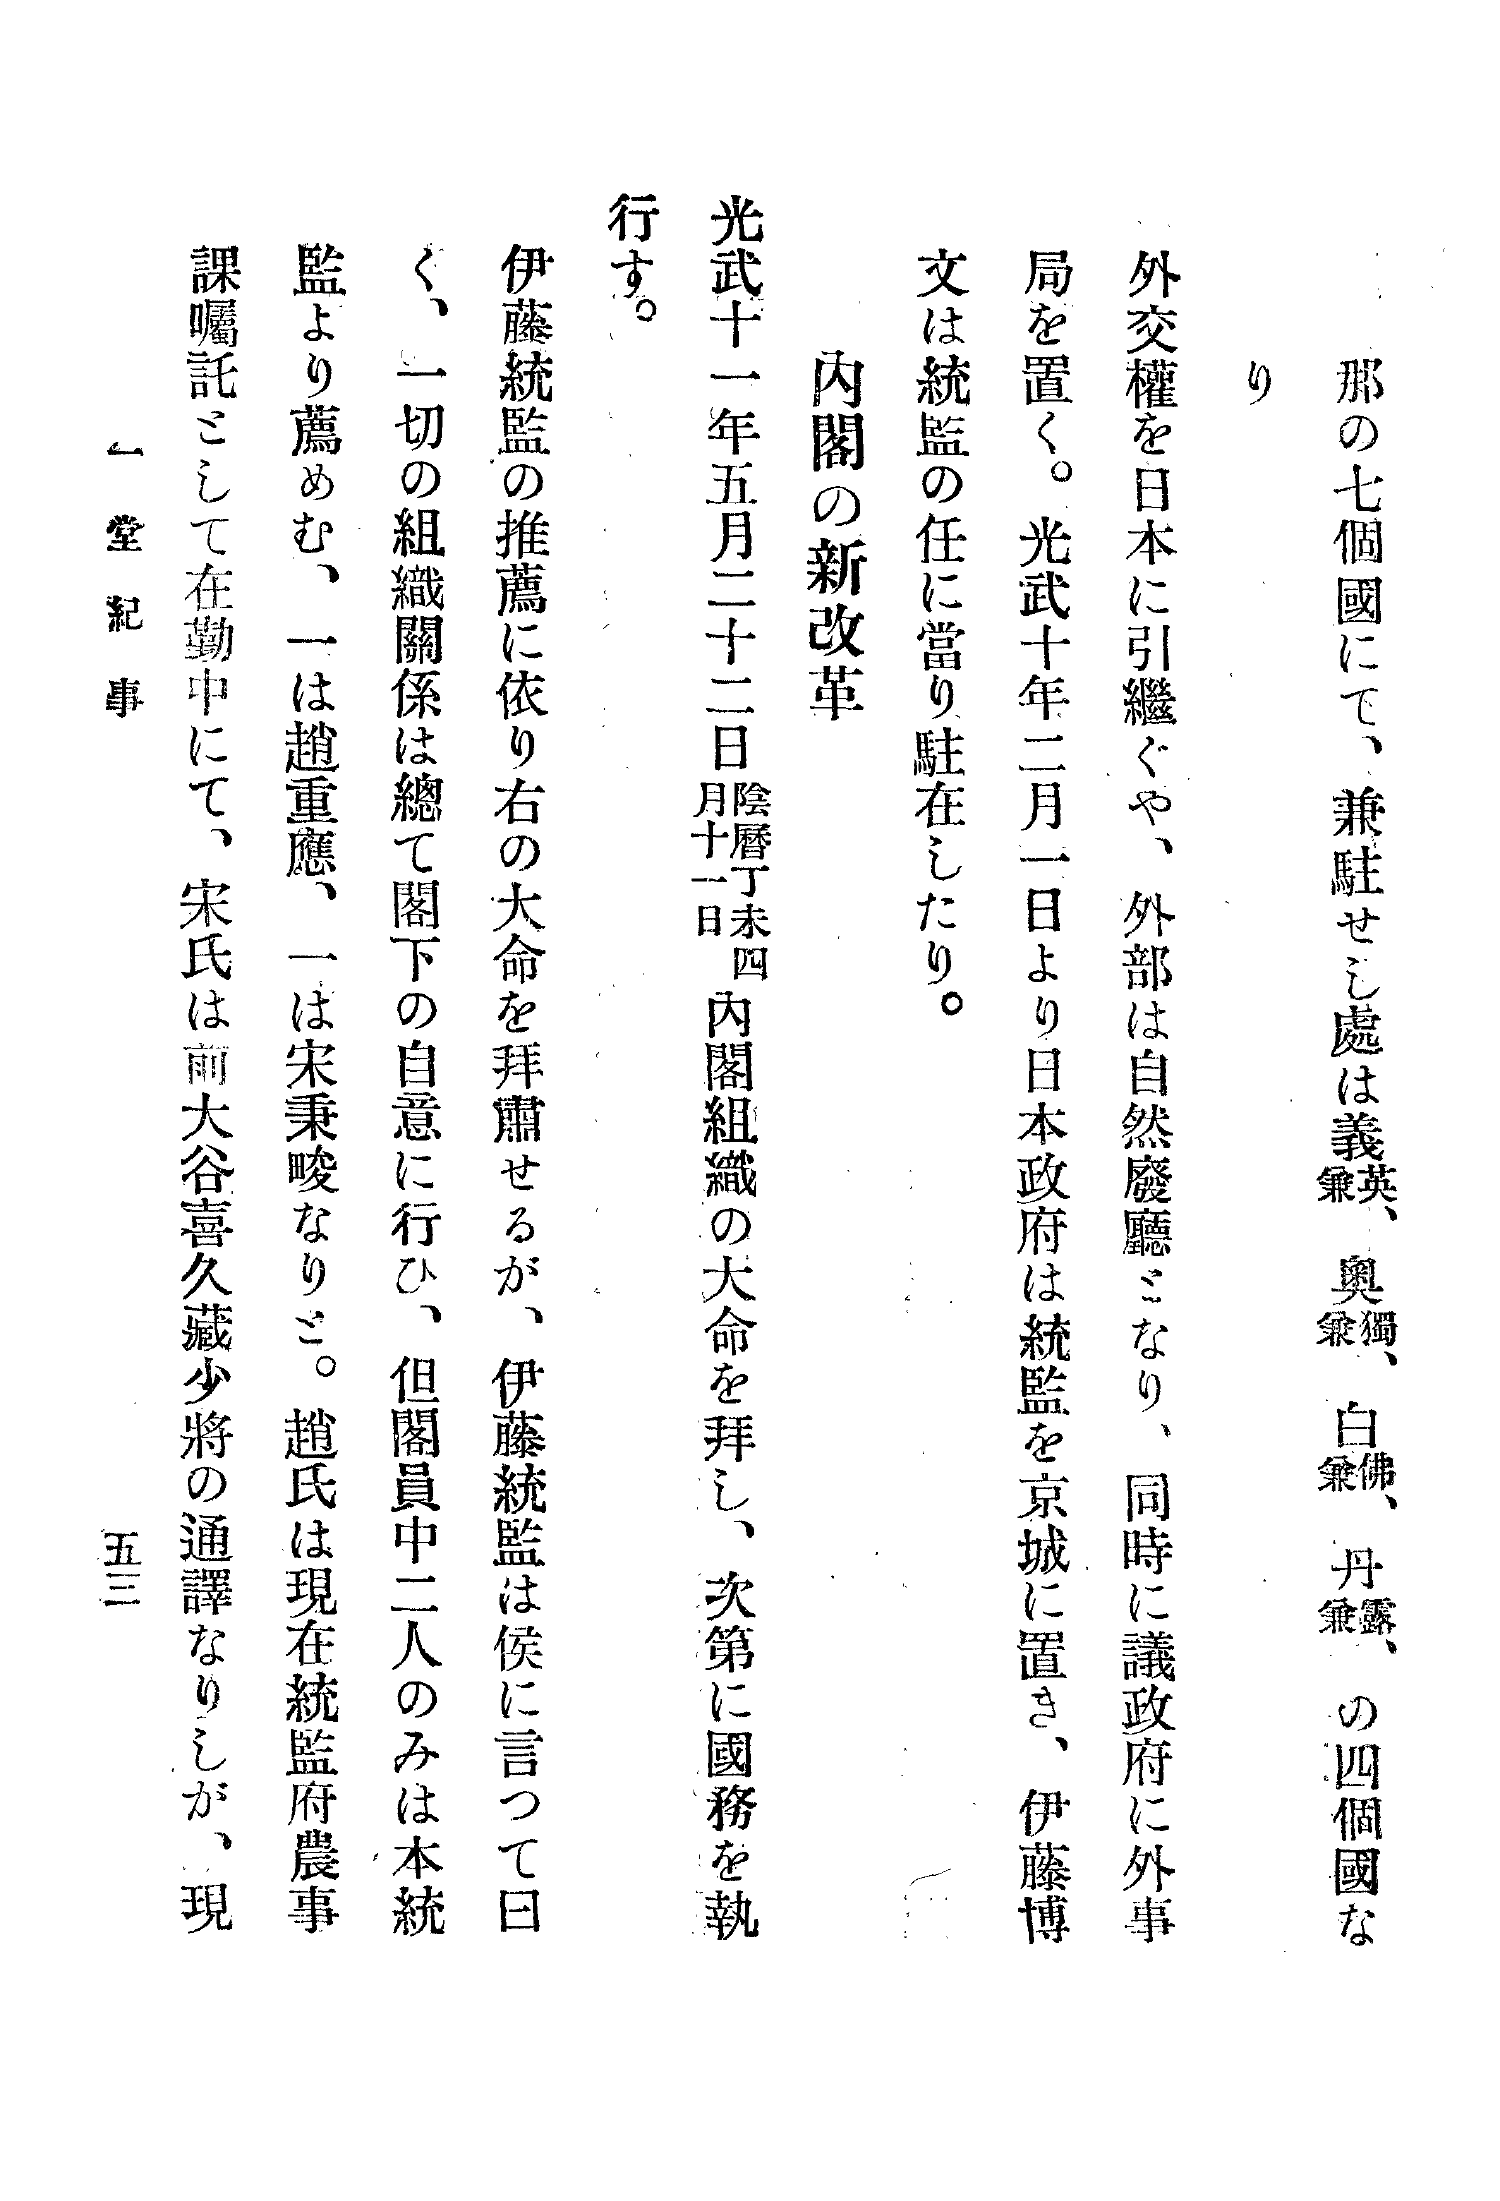 那の七個國にて、兼駐せし處は義英兼、奧獨兼、白佛兼、丹露兼、の四個國な
り
外交權を日本に引繼ぐや、外部は自然廢廳となり、同時に議政府に外事
局を置く。光武十年二月一日より日本政府は統監を京城に置き、伊藤博
文は統監の任に當り駐在したり。
內閣の新改革
光武十一年五月二十二日陰曆丁未四月十一日內閣組織の大命を拜し、次第に國務を執
行す。
伊藤統監の推薦に依り右の大命を拜肅せるが、伊藤統監は侯に言つて曰
く、一切の組織關係は總て閣下の自意に行ひ、但閣員中二人のみは本統
監より薦めむ、一は趙重應、一は宋秉畯なりと。趙氏は現在統監府農事
課囑託として在勤中にて、宋氏は前大谷喜久藏少將の通譯なりしが、現
一堂紀事
五三